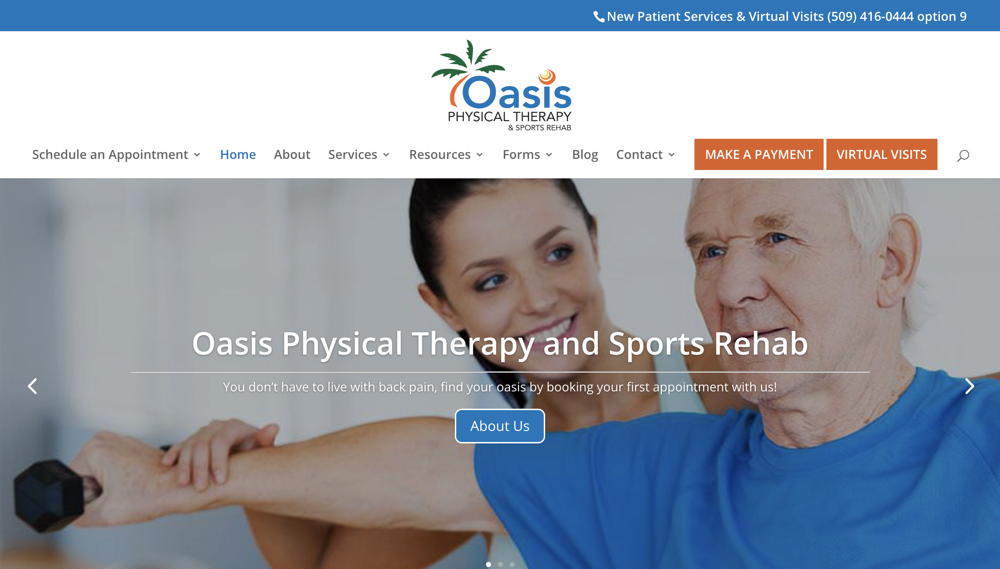 New Patient Services & Virtual Visits (509) 416-0444 option 9
Oasis
PHYSICAL THERAPY
& SPORTS REHAB
Schedule an Appointment Home About Services Resources Forms Blog Contact MAKE A PAYMENT VIRTUAL VISITS
Oasis Physical Therapy and Sports Rehab
You don’t have to live with back pain, find your oasis by booking your first appointment with us!
About Us